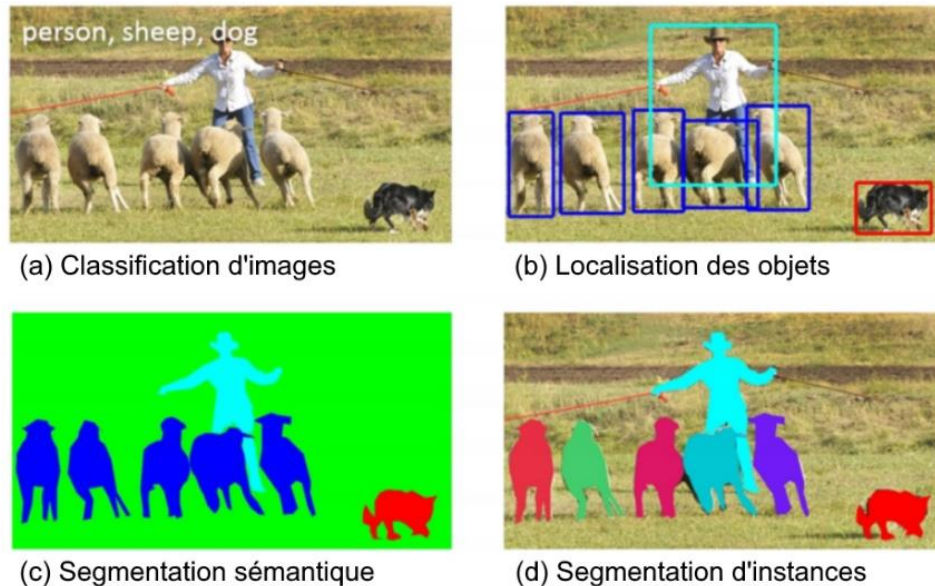 person, sheep, dog
(a) Classification d'images
(b) Localisation des objets
(c) Segmentation sémantique
(d) Segmentation d'instances